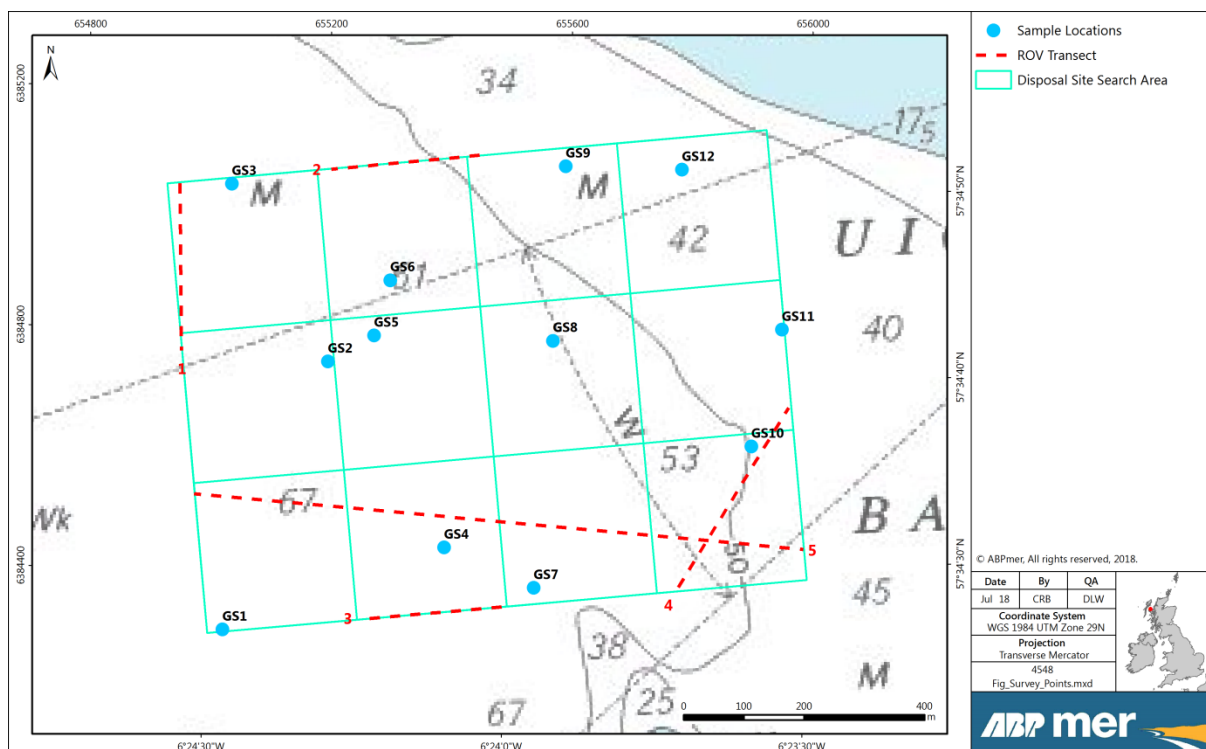 654800
655200
655600
656000
N
6385200
6384800
6384400
34
17₅
GS3
2
GS9
GS12
M
M
42
U I
GS6
51
GS11
40
GS5
GS2
GS8
1
W
GS10
53
67
Wk
B A
GS4
5
50
GS7
4
45
GS1
3
38
M
25
67
0
100
200
400
m
57°34'50"N
57°34'40"N
57°34'30"N
6°24'30"W
6°24'0"W
6°23'30"W
Sample Locations
ROV Transect
Disposal Site Search Area
© ABPmer, All rights reserved, 2018.
Date By QA
Jul 18 CRB DLW
Coordinate System
WGS 1984 UTM Zone 29N
Projection
Transverse Mercator
4548
Fig_Survey_Points.mxd
ABPmer